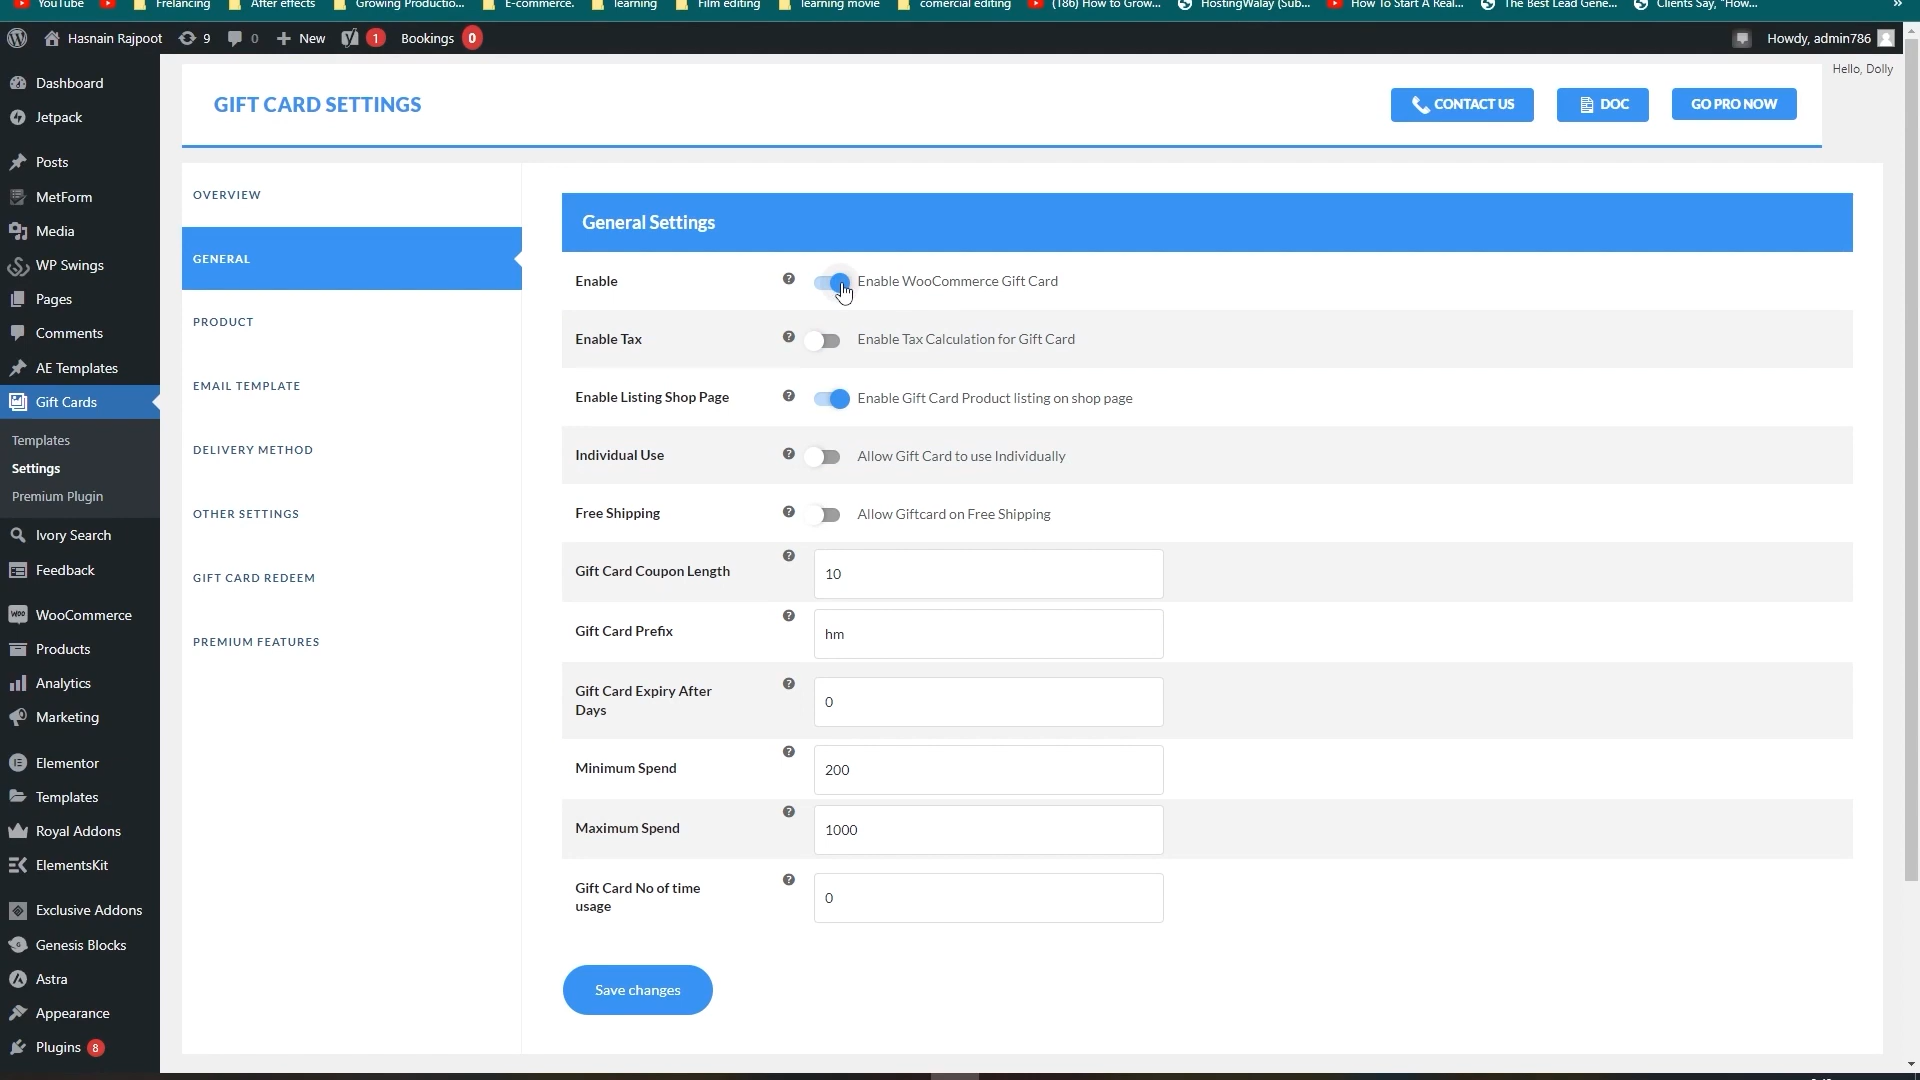 YouTube
Frelancing
After effects
Growing Productio...
E-commerce.
learning
Film editing
learning movie
comercial editing
(186) How to Grow...
HostingWalay (Sub...
How To Start A Real...
The Best Lead Gene...
Clients Say, "How...
»
Hasnain Rajpoot
9
0
New
1
Bookings 0
Howdy, admin786
Hello, Dolly
Dashboard
Jetpack
Posts
MetForm
Media
WP Swings
Pages
Comments
AE Templates
Gift Cards
Templates
Settings
Premium Plugin
Ivory Search
Feedback
WooCommerce
Products
Analytics
Marketing
Elementor
Templates
Royal Addons
ElementsKit
Exclusive Addons
Genesis Blocks
Astra
Appearance
Plugins 8
GIFT CARD SETTINGS
CONTACT US
DOC
GO PRO NOW
OVERVIEW
GENERAL
PRODUCT
EMAIL TEMPLATE
DELIVERY METHOD
OTHER SETTINGS
GIFT CARD REDEEM
PREMIUM FEATURES
General Settings
Enable ? Enable WooCommerce Gift Card
Enable Tax ? Enable Tax Calculation for Gift Card
Enable Listing Shop Page ? Enable Gift Card Product listing on shop page
Individual Use ? Allow Gift Card to use Individually
Free Shipping ? Allow Giftcard on Free Shipping
Gift Card Coupon Length ? 10
Gift Card Prefix ? hm
Gift Card Expiry After
Days
? 0
Minimum Spend ? 200
Maximum Spend ? 1000
Gift Card No of time
usage
? 0
Save changes